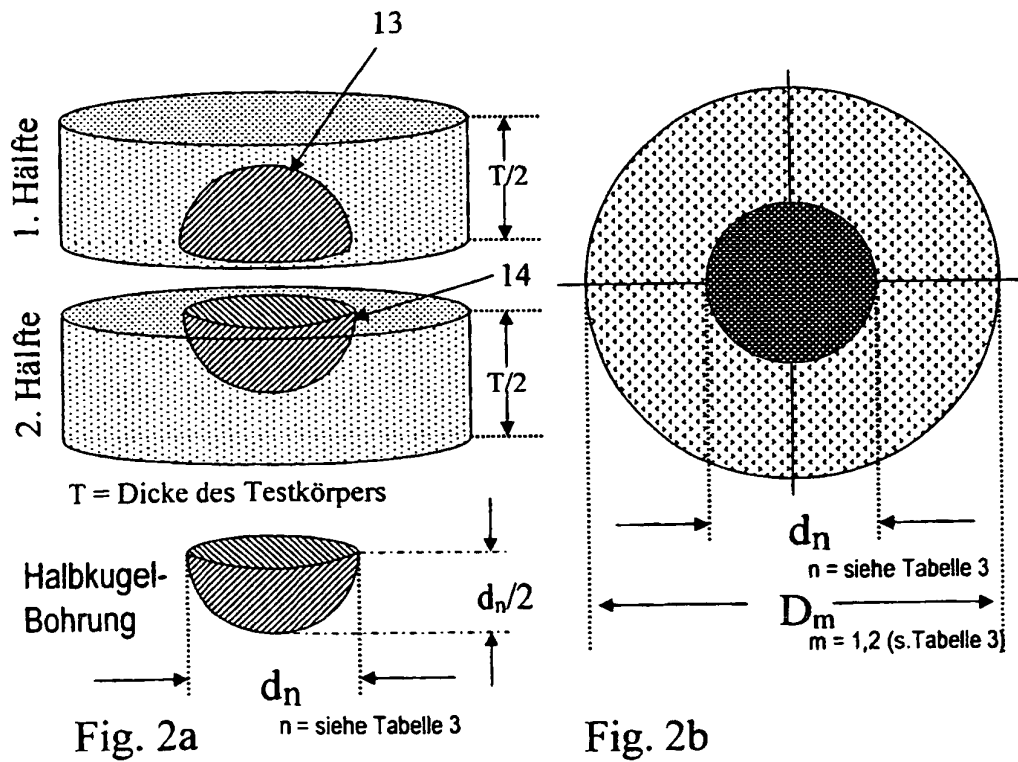 13
1. Hälfte
T/2
14
2. Hälfte
T/2
T = Dicke des Testkörpers
Halbkugel-
Bohrung
dn/2
dn
n = siehe Tabelle 3
Fig. 2a
dn
n = siehe Tabelle 3
Dm
m = 1,2 (s.Tabelle 3)
Fig. 2b